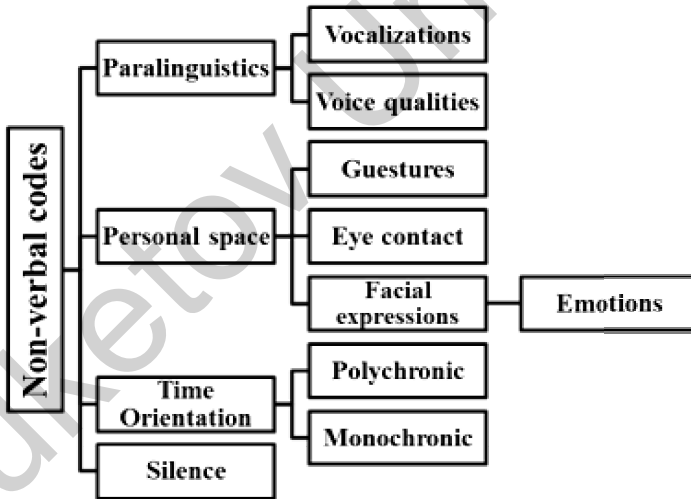 Non-verbal codes
Paralinguistics
Vocalizations
Voice qualities
Personal space
Guestures
Eye contact
Facial
expressions
Emotions
Time
Orientation
Polychronic
Monochronic
Silence